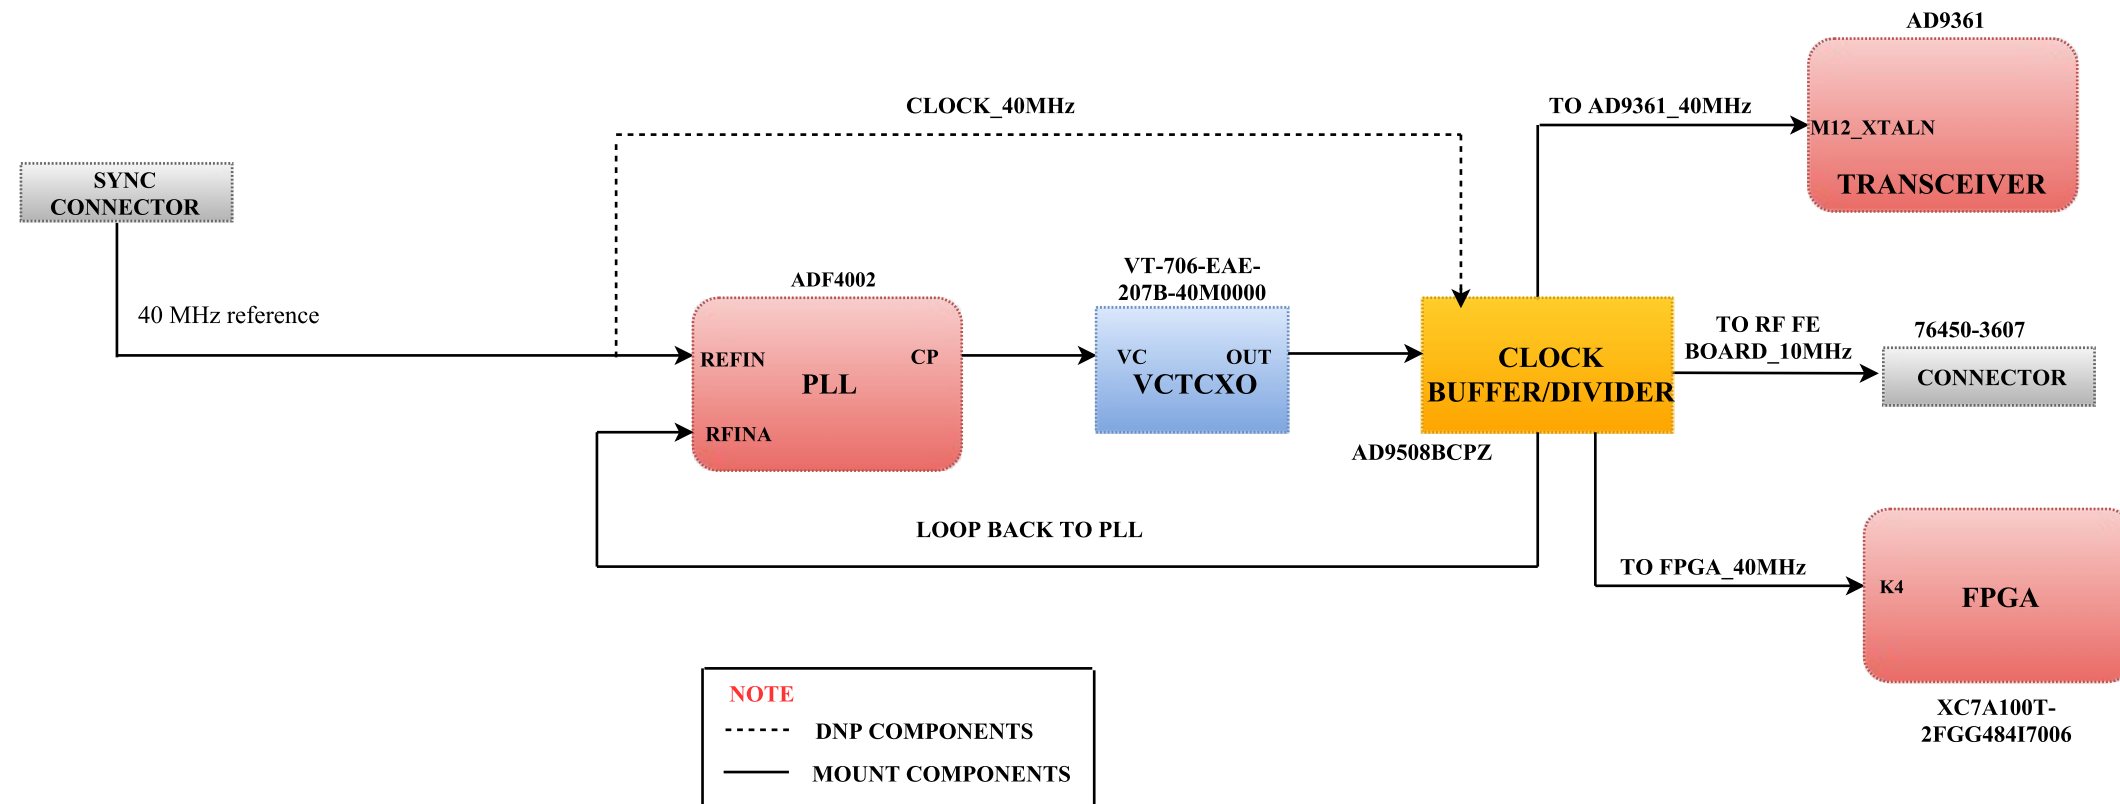 AD9361
CLOCK_40MHz
TO AD9361_40MHz
M12_XTALN
TRANSCEIVER
SYNC
CONNECTOR
40 MHz reference
ADF4002
REFIN
CP
PLL
RFINA
VT-706-EAE-
207B-40M0000
VC
OUT
VCTCXO
CLOCK
BUFFER/DIVIDER
AD9508BCPZ
TO RF FE
BOARD_10MHz
76450-3607
CONNECTOR
LOOP BACK TO PLL
TO FPGA_40MHz
K4
FPGA
XC7A100T-
2FGG484I7006
NOTE
DNP COMPONENTS
MOUNT COMPONENTS